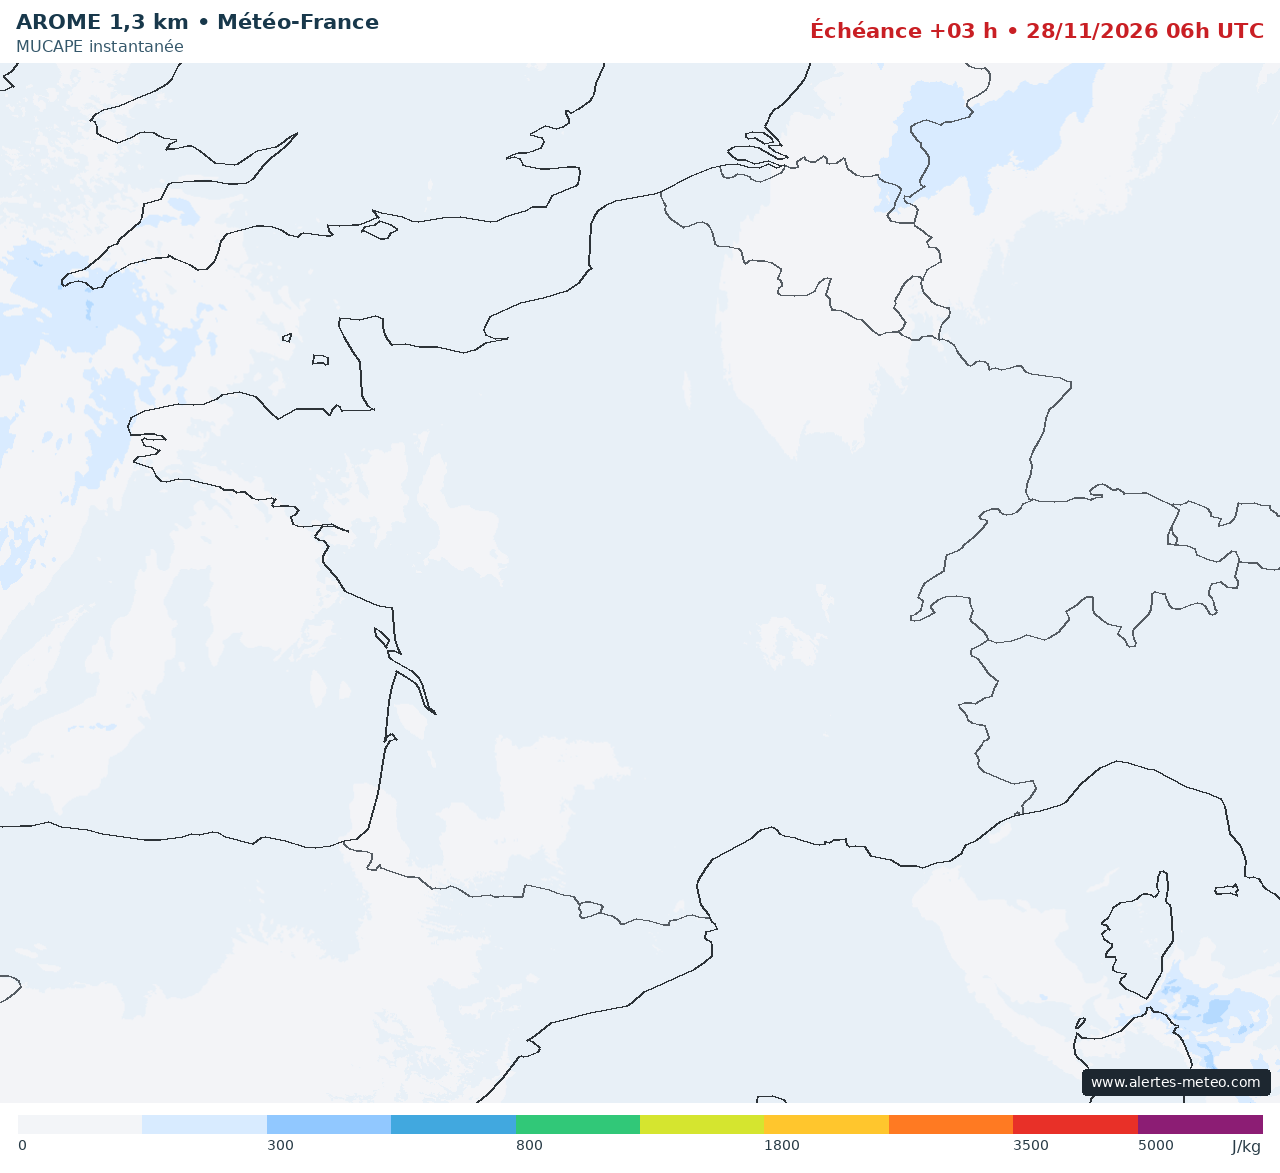 AROME 1,3 km • Météo-France
MUCAPE instantanée
Échéance +03 h • 28/11/2026 06h UTC
www.alertes-meteo.com
0 300 800 1800 3500 5000 J/kg